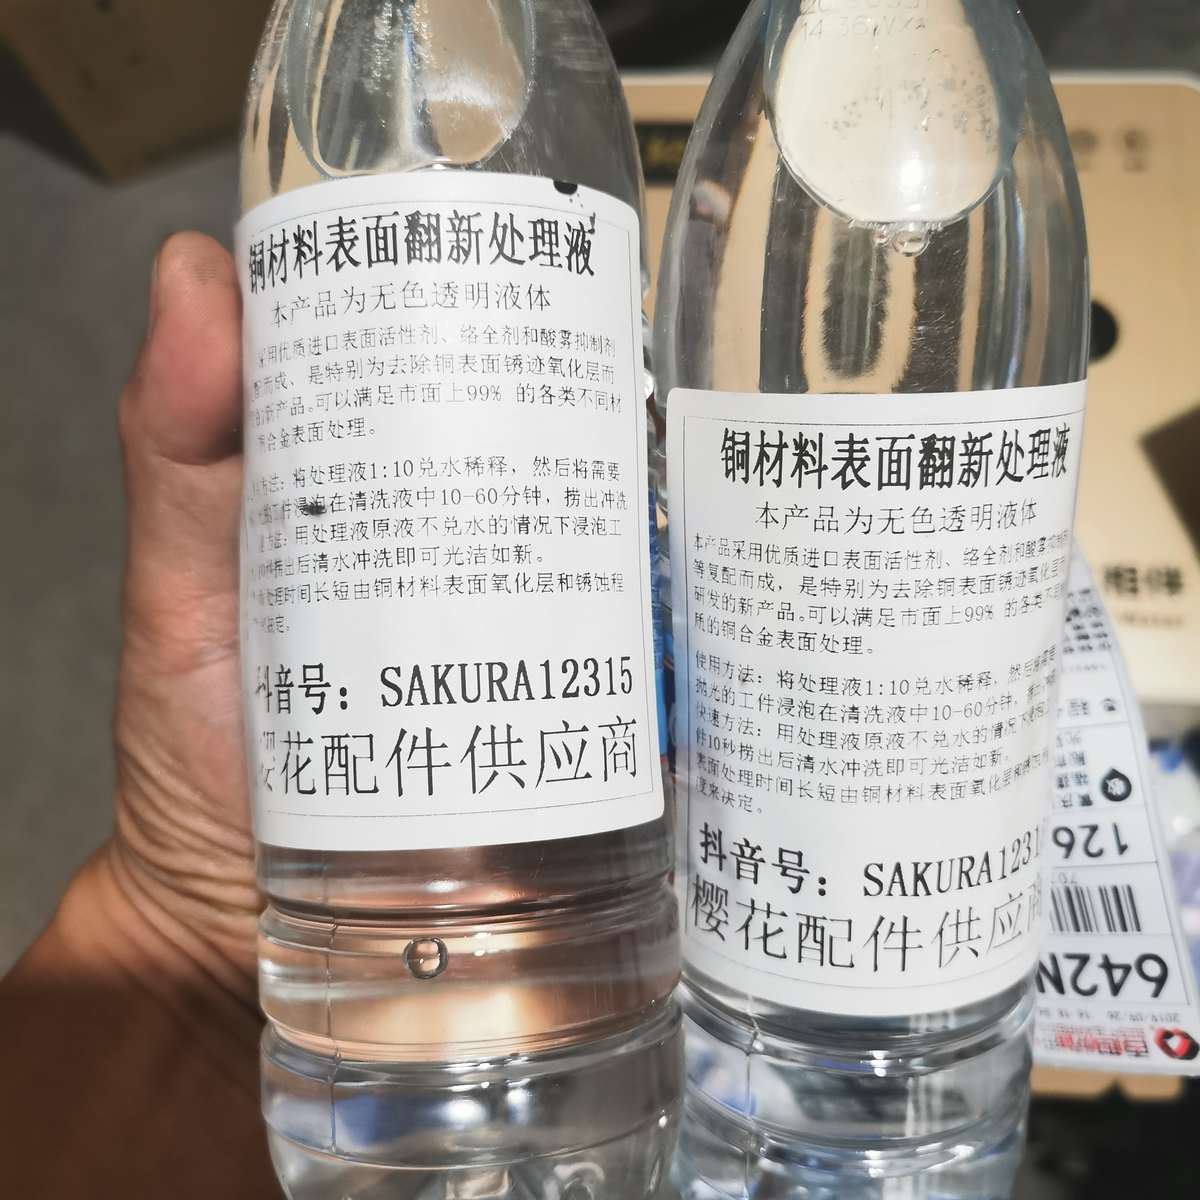 铜材料表面翻新处理液
本产品为无色透明液体
采用优质进口表面活性剂、络全剂和酸雾抑制剂
配而成、是特别为去除铜表面锈迹氧化层而
的新产品。可以满足市面上99% 的各类不同材
合金表面处理。
方法: 将处理液1:10兑水稀释, 然后将需要
工件浸泡在清洗液中10-60分钟, 捞出冲洗
方法: 用处理液原液不兑水的情况下浸泡工
捞出后清水冲洗即可光洁如新。
处理时间长短由铜材料表面氧化层和锈蚀程
决定。
抖音号: SAKURA12315
樱花配件供应商
14:36WX
铜材料表面翻新处理液
本产品为无色透明液体
本产品采用优质进口表面活性剂、络全剂和酸雾抑制剂
等复配而成, 是特别为去除铜表面锈迹氧化层
研发的新产品。可以满足市面上99% 的各类不同
质的铜合金表面处理。
使用方法: 将处理液1:10兑水稀释, 然后将需要
抛光的工件浸泡在清洗液中10-60分钟, 捞出
快速方法: 用处理液原液不兑水的情况下浸泡工
件10秒捞出后清水冲洗即可光洁如新。
表面处理时间长短由铜材料表面氧化层和锈
度来决定。
抖音号: SAKURA1231
樱花配件供应商
126
642N